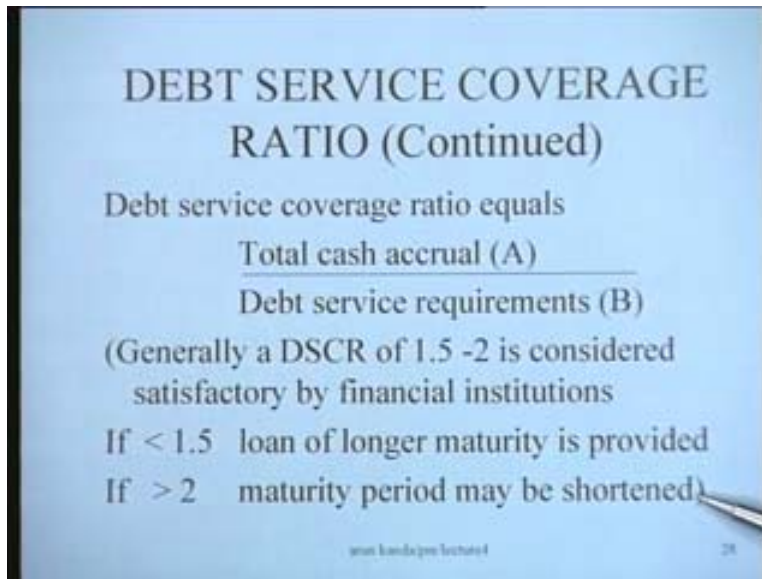 DEBT SERVICE COVERAGE
RATIO (Continued)
Debt service coverage ratio equals
Total cash accrual (A)
Debt service requirements (B)
(Generally a DSCR of 1.5 -2 is considered
satisfactory by financial institutions
If < 1.5 loan of longer maturity is provided
If > 2 maturity period may be shortened)
28